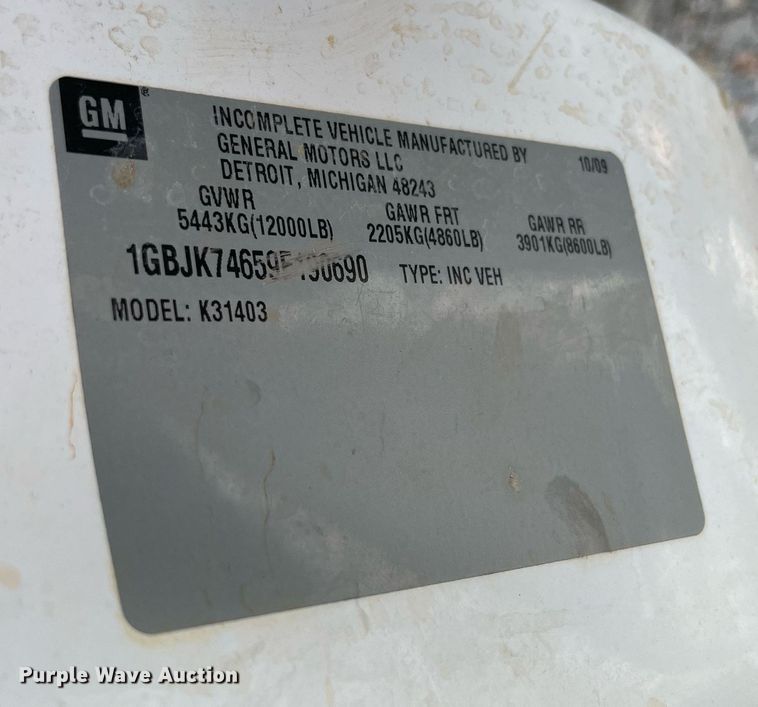 GM
INCOMPLETE VEHICLE MANUFACTURED BY
GENERAL MOTORS LLC
DETROIT, MICHIGAN 48243
10/09
GVWR
5443KG(12000LB)
GAWR FRT
2205KG(4860LB)
GAWR RR
3901KG(8600LB)
TYPE: INC VEH
MODEL: K31403
Purple Wave Auction